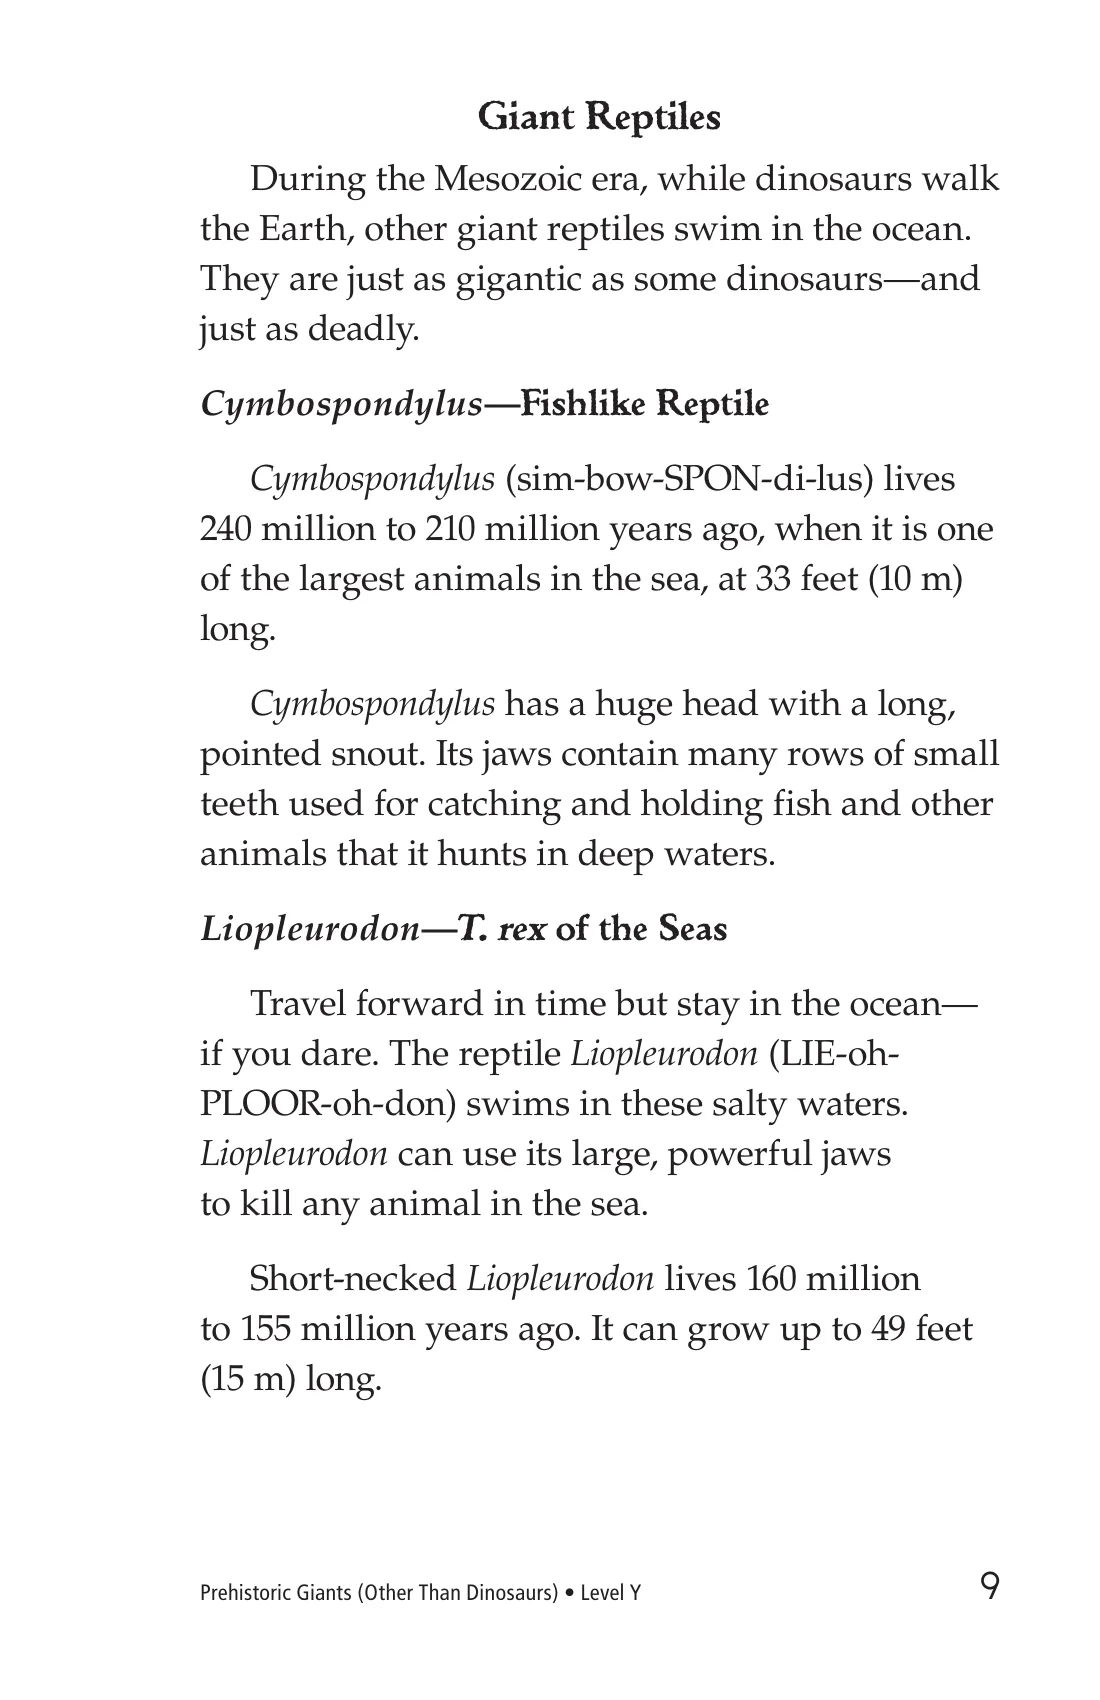 Giant Reptiles
During the Mesozoic era, while dinosaurs walk
the Earth, other giant reptiles swim in the ocean.
They are just as gigantic as some dinosaurs—and
just as deadly.
Cymbospondylus—Fishlike Reptile
Cymbospondylus (sim-bow-SPON-di-lus) lives
240 million to 210 million years ago, when it is one
of the largest animals in the sea, at 33 feet (10 m)
long.
Cymbospondylus has a huge head with a long,
pointed snout. Its jaws contain many rows of small
teeth used for catching and holding fish and other
animals that it hunts in deep waters.
Liopleurodon—T. rex of the Seas
Travel forward in time but stay in the ocean—
if you dare. The reptile Liopleurodon (LIE-oh-
PLOOR-oh-don) swims in these salty waters.
Liopleurodon can use its large, powerful jaws
to kill any animal in the sea.
Short-necked Liopleurodon lives 160 million
to 155 million years ago. It can grow up to 49 feet
(15 m) long.
Prehistoric Giants (Other Than Dinosaurs) • Level Y 9